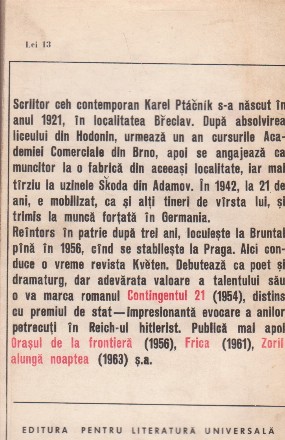 Lei 13
Scriitor ceh contemporan Karel Ptáčník s-a născut în
anul 1921, în localitatea Břeclav. După absolvirea
liceului din Hodonin, urmează un an cursurile Aca-
demiei Comerciale din Brno, apoi se angajează ca
muncitor la o fabrică din aceeași localitate, iar mai
tîrziu la uzinele Škoda din Adamov. În 1942, la 21 de
ani, e mobilizat, ca și alți tineri de vîrsta lui, și
trimis la muncă forțată în Germania.
Reîntors în patrie după trei ani, locuiește la Bruntal
pînă în 1956, cînd se stabilește la Praga. Aici con-
duce o vreme revista Květen. Debutează ca poet și
dramaturg, dar adevărata valoare a talentului său
o va marca romanul Contingentul 21 (1954), distins
cu premiul de stat—impresionantă evocare a anilor
petrecuți în Reich-ul hitlerist. Publică mai apoi
Orașul de la frontieră (1956), Frica (1961), Zoril
alungă noaptea (1963) ș.a.
EDITURA PENTRU LITERATURĂ UNIVERSALĂ